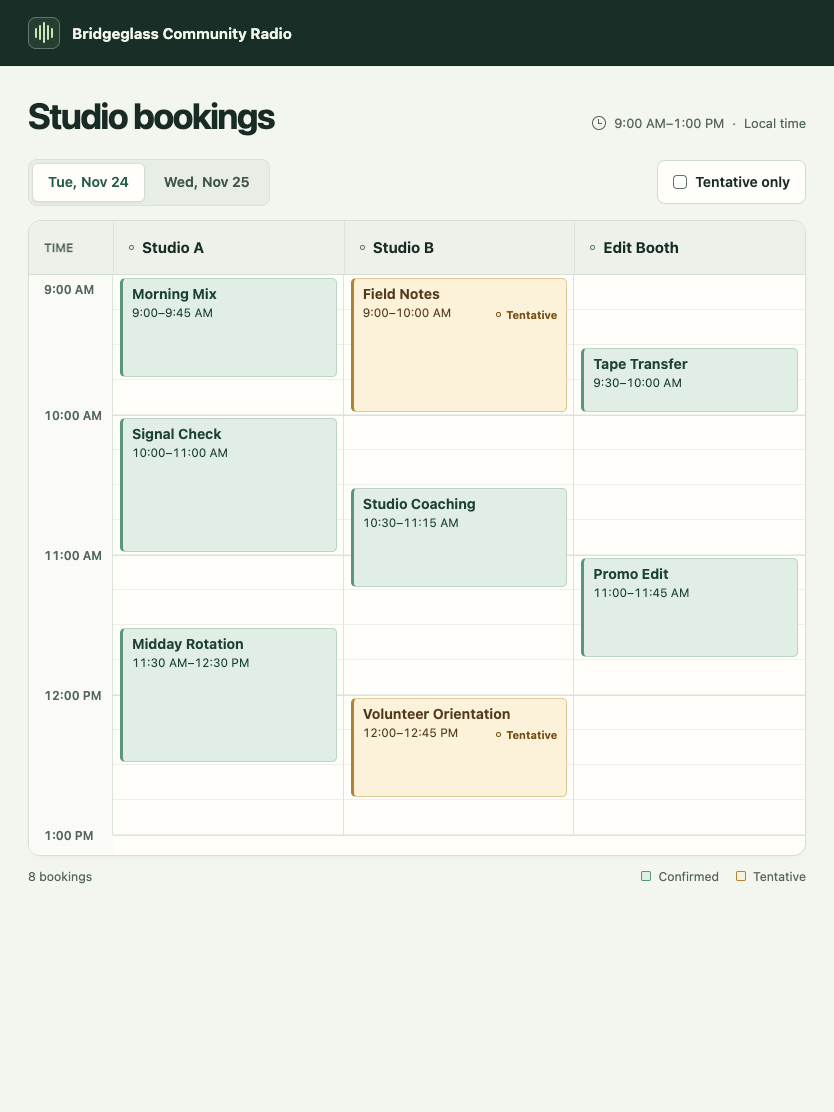 Bridgeglass Community Radio
Studio bookings
9:00 AM–1:00 PM · Local time
Tue, Nov 24
Wed, Nov 25
Tentative only
TIME
Studio A
Studio B
Edit Booth
9:00 AM
Morning Mix
9:00–9:45 AM
Field Notes
9:00–10:00 AM
Tentative
Tape Transfer
9:30–10:00 AM
10:00 AM
Signal Check
10:00–11:00 AM
Studio Coaching
10:30–11:15 AM
11:00 AM
Promo Edit
11:00–11:45 AM
Midday Rotation
11:30 AM–12:30 PM
12:00 PM
Volunteer Orientation
12:00–12:45 PM
Tentative
1:00 PM
8 bookings
Confirmed
Tentative